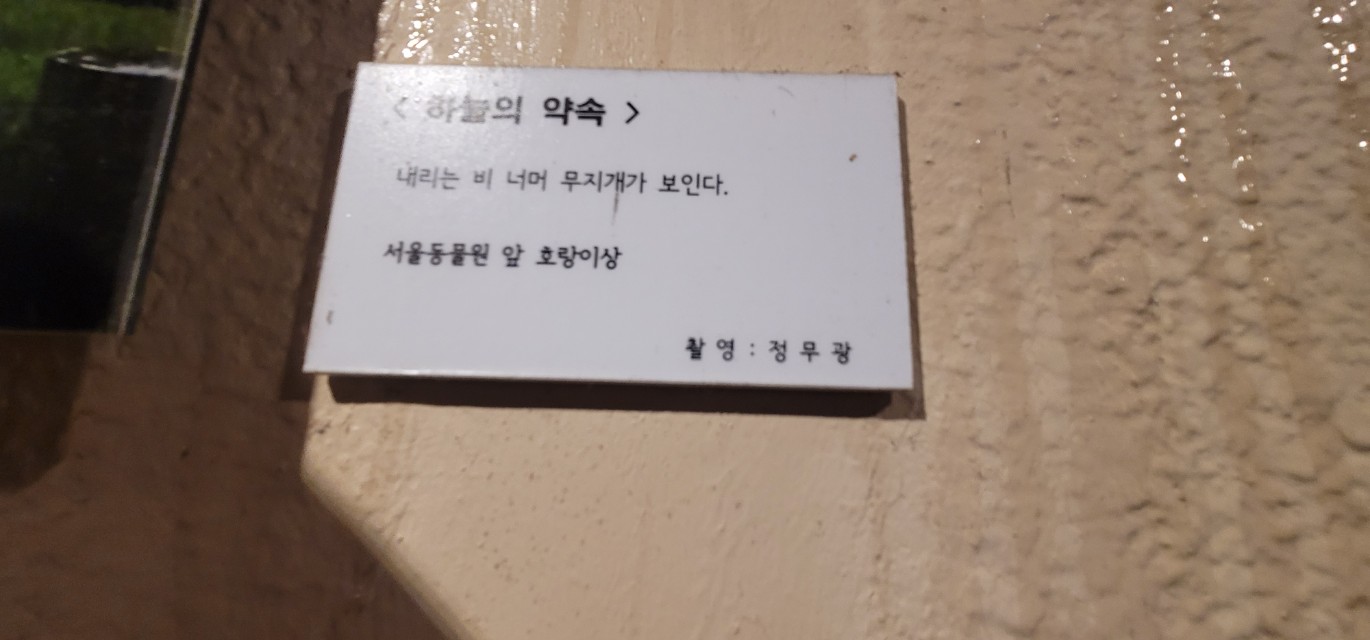 < 하늘의 약속 >
내리는 비 너머 무지개가 보인다.
서울동물원 앞 호랑이상
촬영 : 정무광